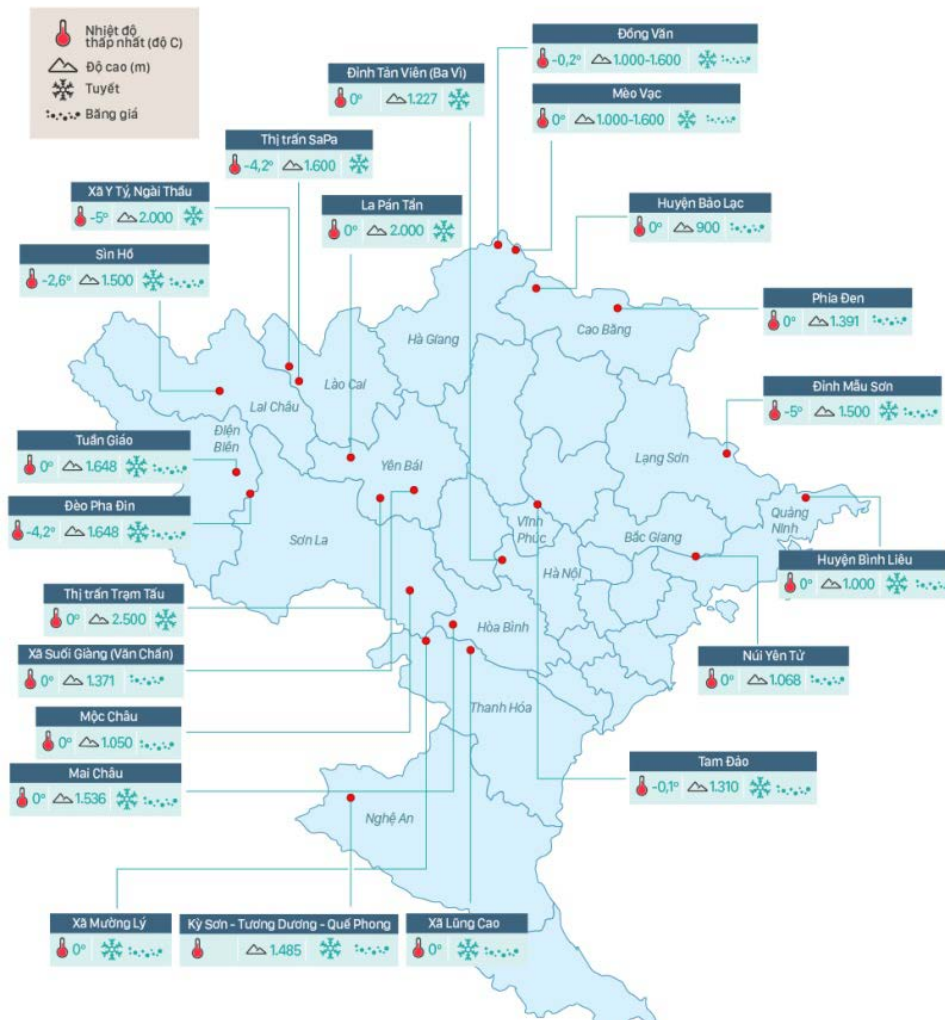 Nhiệt độ
thấp nhất (độ C)
Độ cao (m)
Tuyết
Băng giá
Đồng Văn
-0,2° 1.000-1.600
Đỉnh Tản Viên (Ba Vì)
0° 1.227
Mèo Vạc
0° 1.000-1.600
Thị trấn SaPa
-4,2° 1.600
Xã Y Tý, Ngài Thầu
-5° 2.000
La Pán Tẩn
0° 2.000
Huyện Bảo Lạc
0° 900
Sìn Hồ
-2,6° 1.500
Phia Đen
0° 1.391
Hà Giang
Cao Bằng
Lào Cai
Lai Châu
Đỉnh Mẫu Sơn
-5° 1.500
Điện
Biên
Tuần Giáo
0° 1.648
Yên Bái
Lạng Sơn
Đèo Pha Đin
-4,2° 1.648
Sơn La
Vĩnh
Phúc
Bắc Giang
Quảng
Ninh
Hà Nội
Huyện Bình Liêu
0° 1.000
Thị trấn Trạm Tấu
0° 2.500
Hòa Bình
Xã Suối Giàng (Văn Chấn)
0° 1.371
Núi Yên Tử
0° 1.068
Thanh Hóa
Mộc Châu
0° 1.050
Mai Châu
0° 1.536
Tam Đảo
-0,1° 1.310
Nghệ An
Xã Mường Lý
0°
Kỳ Sơn - Tương Dương - Quế Phong
1.485
Xã Lũng Cao
0°